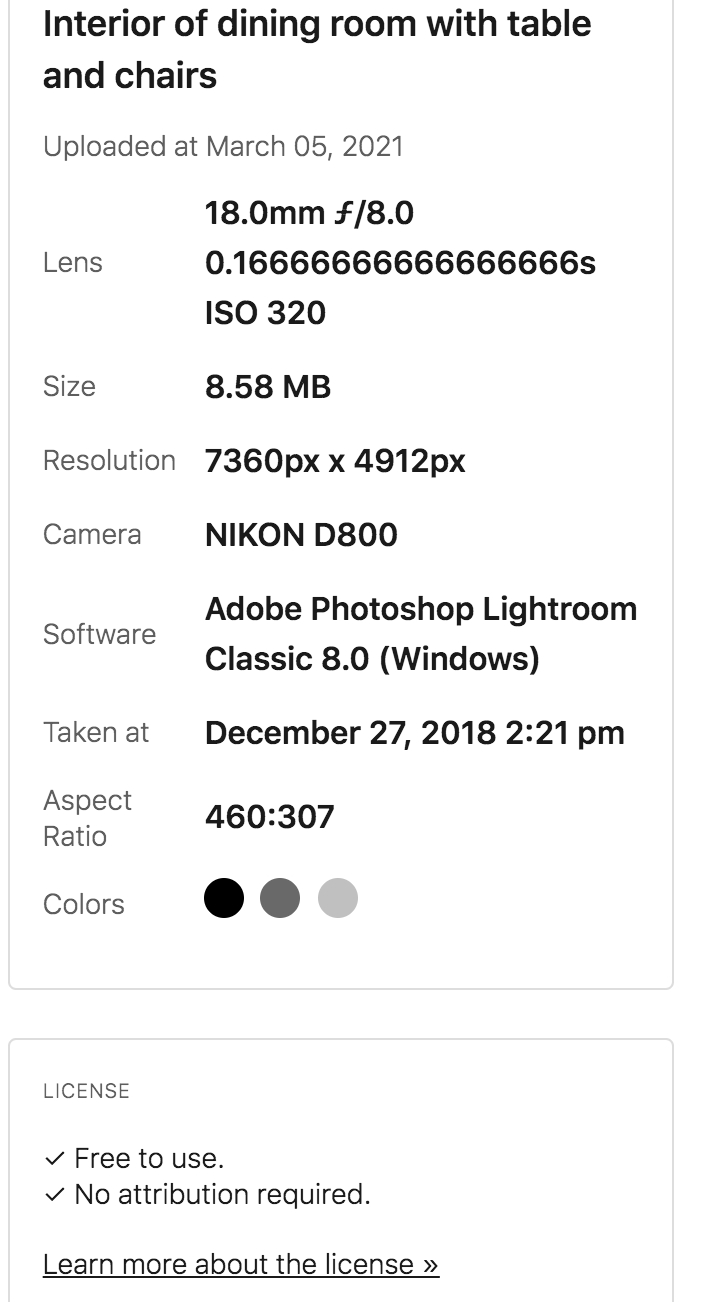 Interior of dining room with table
and chairs
Uploaded at March 05, 2021
Lens
18.0mm ƒ/8.0
0.16666666666666666s
ISO 320
Size 8.58 MB
Resolution 7360px x 4912px
Camera NIKON D800
Software
Adobe Photoshop Lightroom
Classic 8.0 (Windows)
Taken at December 27, 2018 2:21 pm
Aspect
Ratio
460:307
Colors
LICENSE
✓ Free to use.
✓ No attribution required.
Learn more about the license »